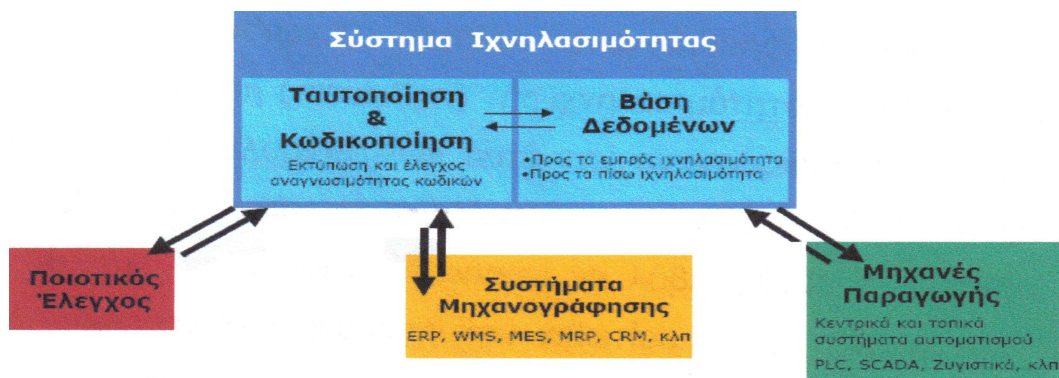 Σύστημα Ιχνηλασιμότητας
Ταυτοποίηση
&
Κωδικοποίηση
Εκτύπωση και έλεγχος
αναγνωσιμότητας κωδικών
Βάση
Δεδομένων
•Προς τα εμπρός ιχνηλασιμότητα
•Προς τα πίσω ιχνηλασιμότητα
Ποιοτικός
Έλεγχος
Συστήματα
Μηχανογράφησης
ERP, WMS, MES, MRP, CRM, κλπ
Μηχανές
Παραγωγής
Κεντρικά και τοπικά
συστήματα αυτοματισμού
PLC, SCADA, Ζυγιστικά, κλπ